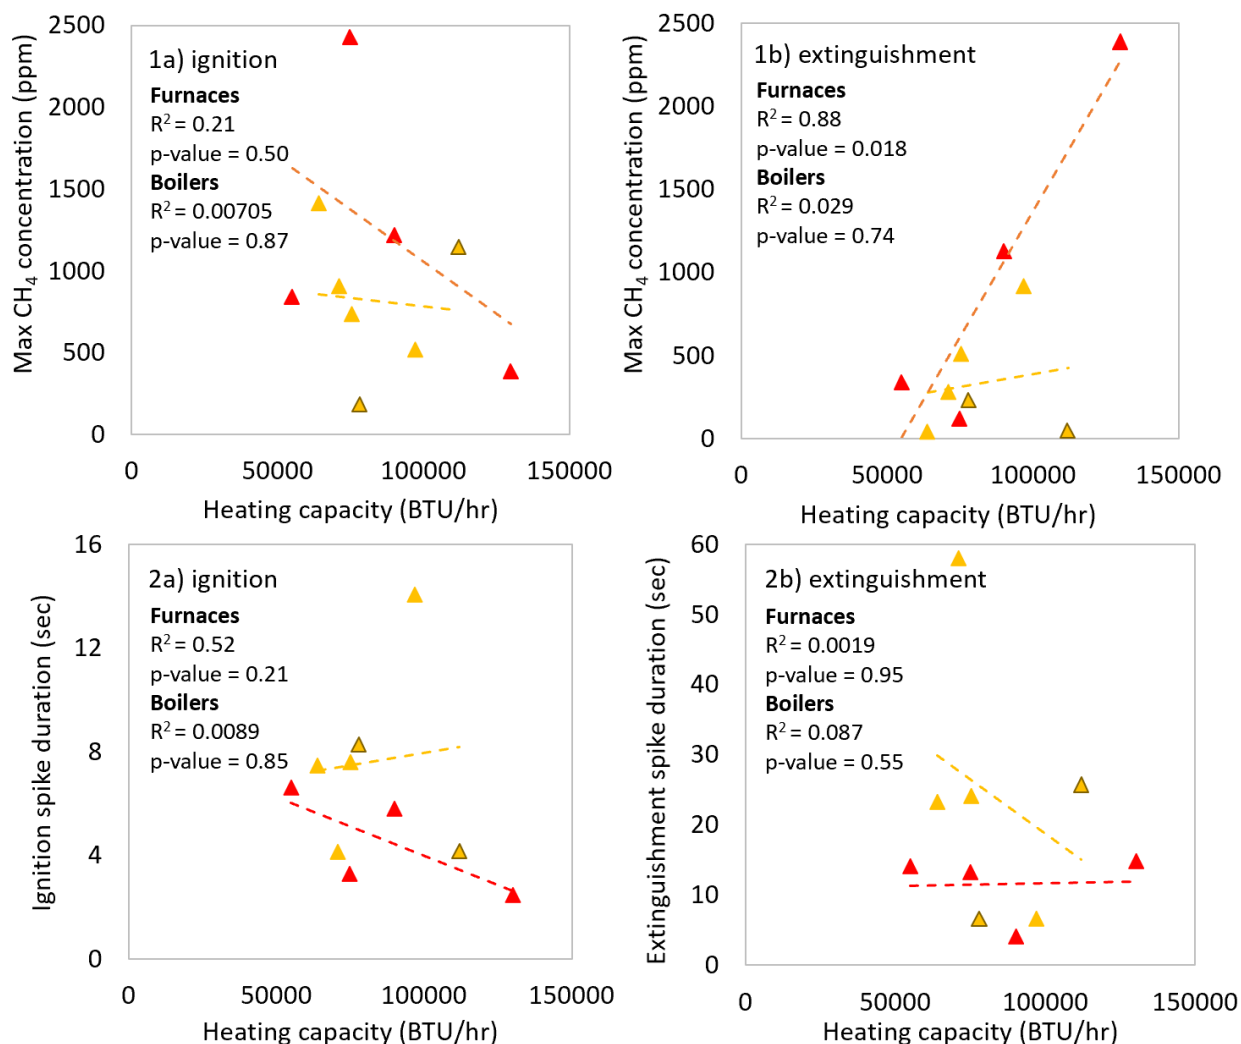 Max CH4 concentration (ppm)
2500
2000
1500
1000
500
0
1a) ignition
Furnaces
R² = 0.21
p-value = 0.50
Boilers
R² = 0.00705
p-value = 0.87
0 50000 100000 150000
Heating capacity (BTU/hr)
Max CH4 concentration (ppm)
2500
2000
1500
1000
500
0
1b) extinguishment
Furnaces
R² = 0.88
p-value = 0.018
Boilers
R² = 0.029
p-value = 0.74
0 50000 100000 150000
Heating capacity (BTU/hr)
Ignition spike duration (sec)
16
12
8
4
0
2a) ignition
Furnaces
R² = 0.52
p-value = 0.21
Boilers
R² = 0.0089
p-value = 0.85
0 50000 100000 150000
Heating capacity (BTU/hr)
Extinguishment spike duration (sec)
60
50
40
30
20
10
0
2b) extinguishment
Furnaces
R² = 0.0019
p-value = 0.95
Boilers
R² = 0.087
p-value = 0.55
0 50000 100000 150000
Heating capacity (BTU/hr)